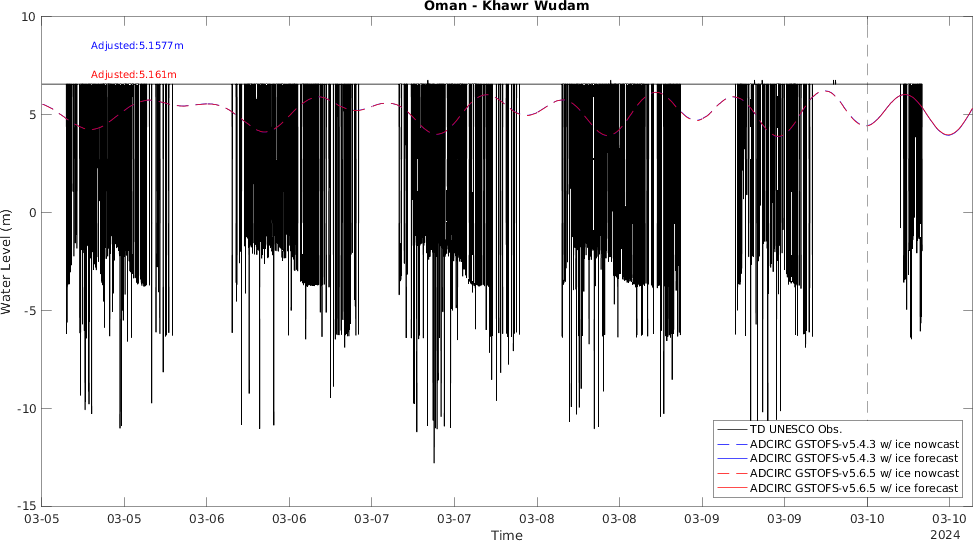 Oman - Khawr Wudam
10
Adjusted:5.1577m
Adjusted:5.161m
5
0
Water Level (m)
-5
-10
TD UNESCO Obs.
ADCIRC GSTOFS-v5.4.3 w/ ice nowcast
ADCIRC GSTOFS-v5.4.3 w/ ice forecast
ADCIRC GSTOFS-v5.6.5 w/ ice nowcast
ADCIRC GSTOFS-v5.6.5 w/ ice forecast
-15
03-05 03-05 03-06 03-06 03-07 03-07 03-08 03-08 03-09 03-09 03-10 03-10
Time 2024